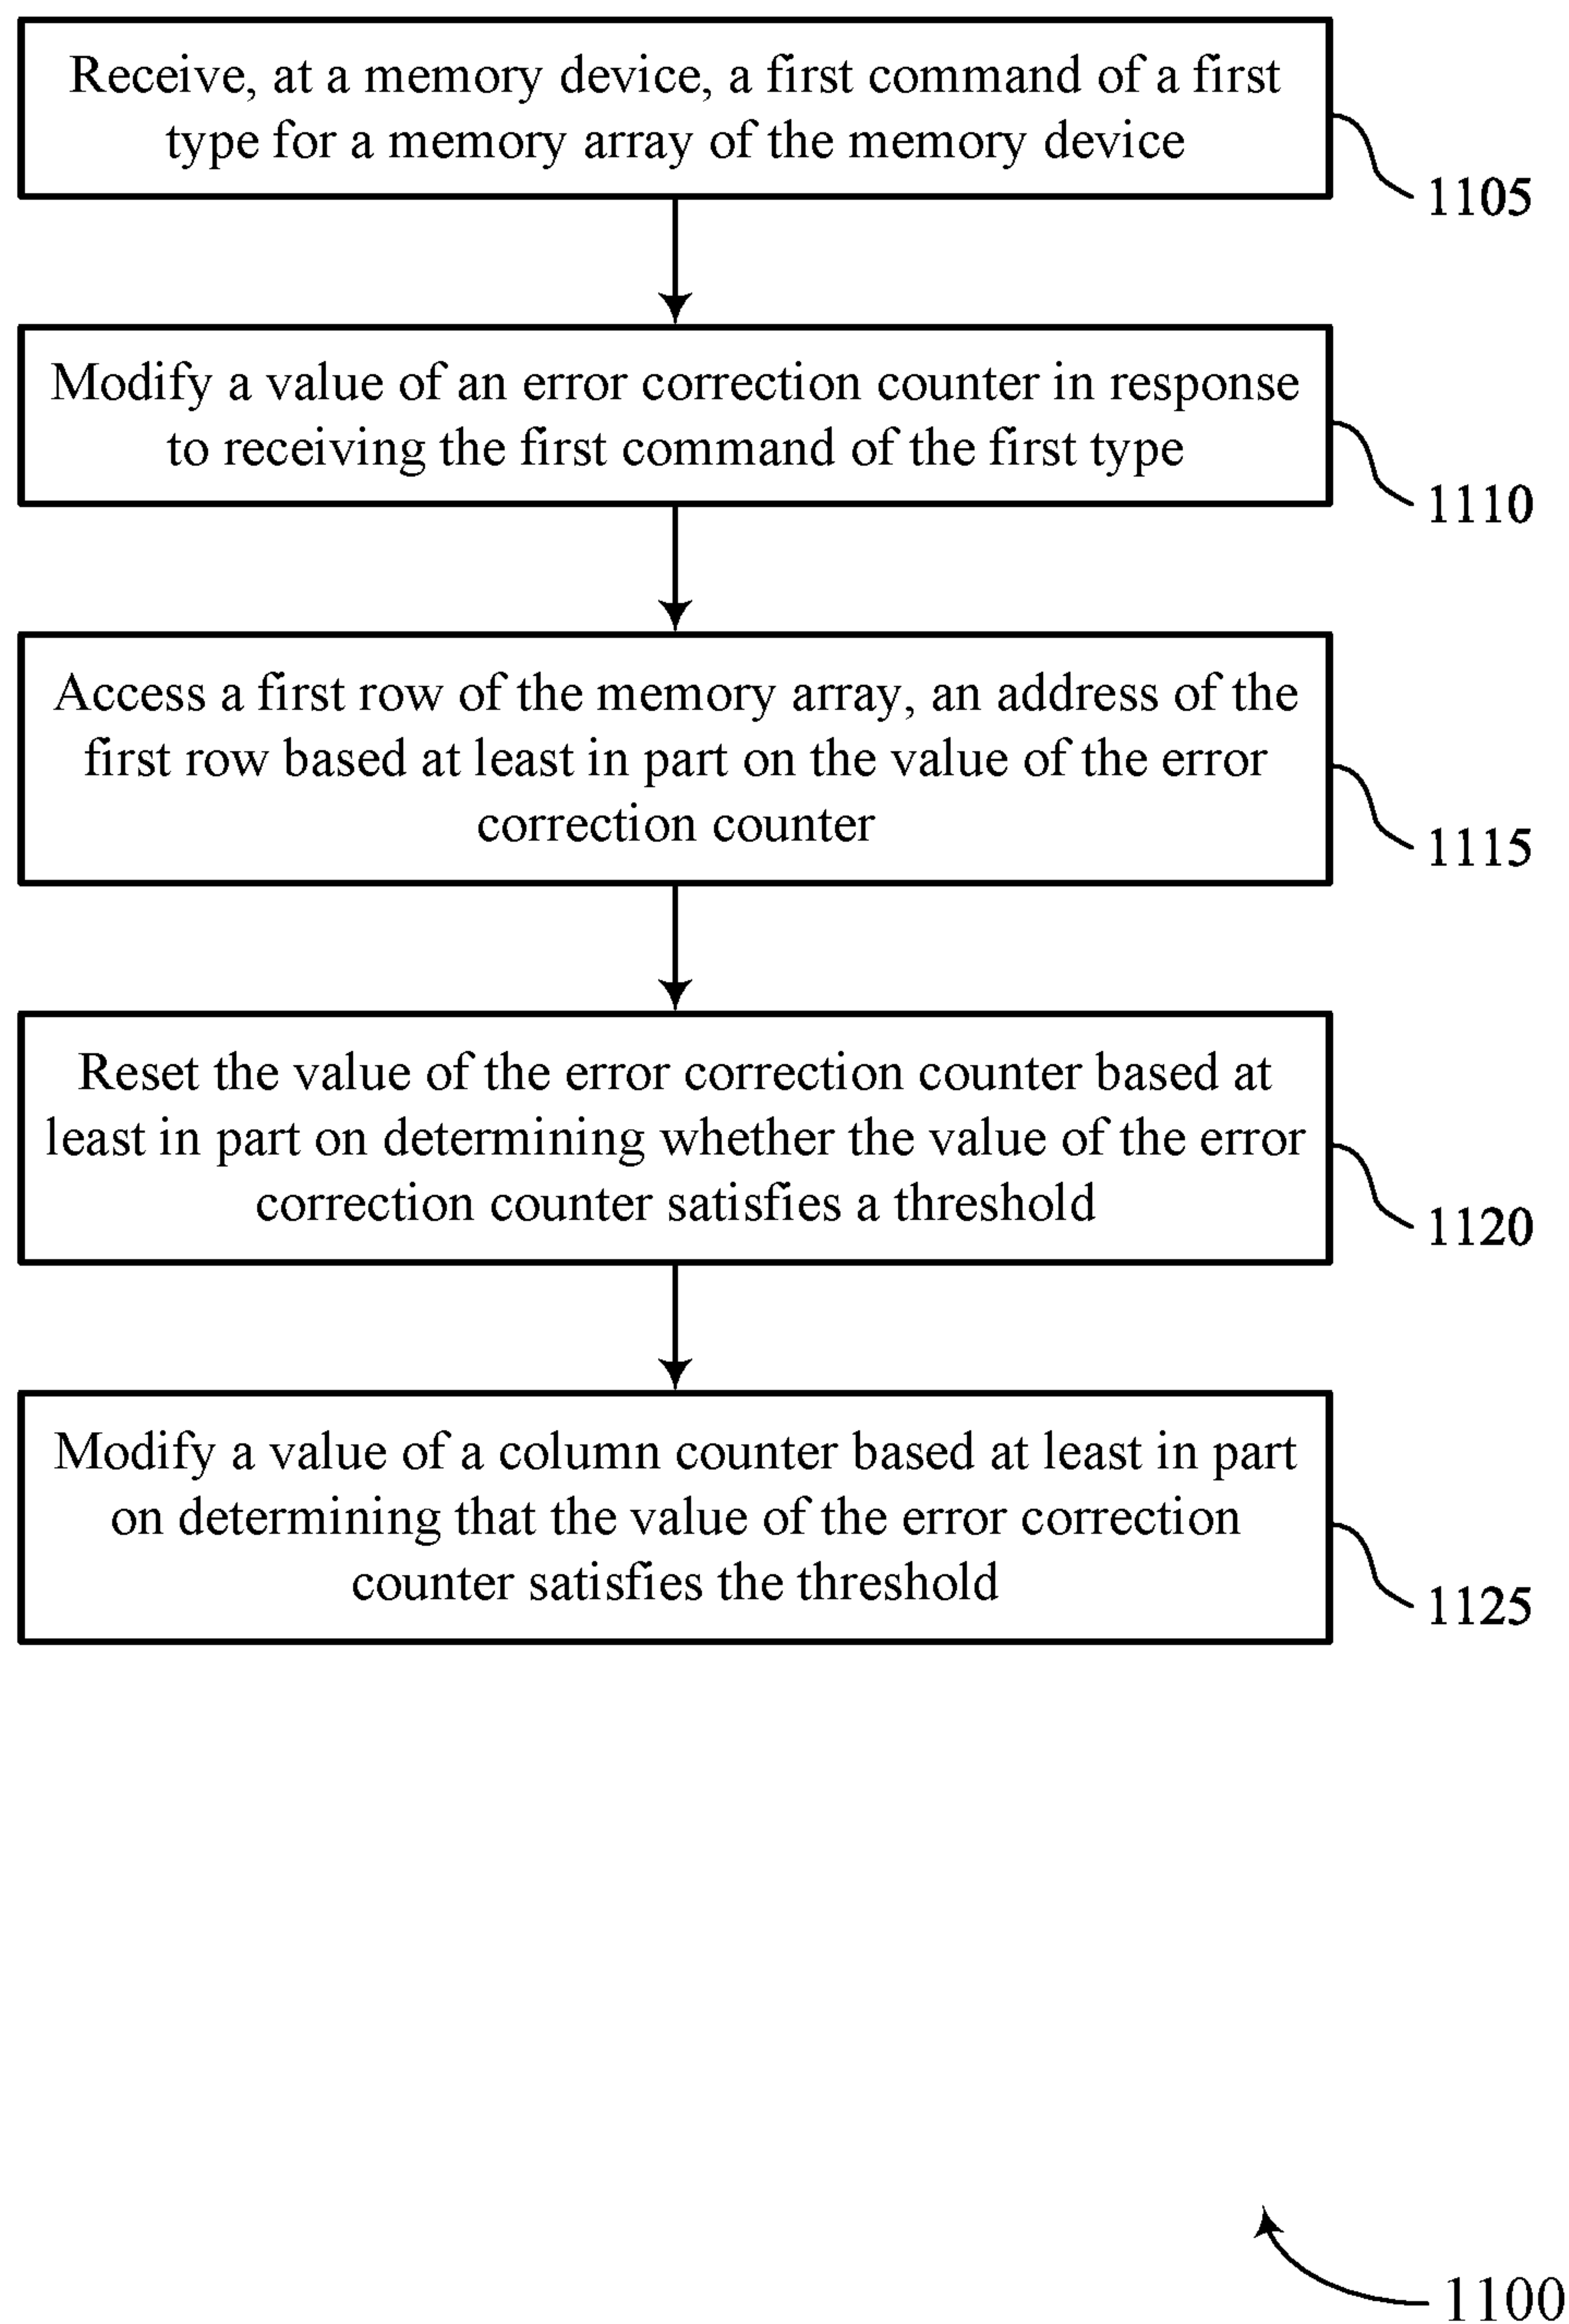 Receive, at a memory device, a first command of a first
type for a memory array of the memory device
1105
Modify a value of an error correction counter in response
to receiving the first command of the first type
1110
Access a first row of the memory array, an address of the
first row based at least in part on the value of the error
correction counter
1115
Reset the value of the error correction counter based at
least in part on determining whether the value of the error
correction counter satisfies a threshold
1120
Modify a value of a column counter based at least in part
on determining that the value of the error correction
counter satisfies the threshold
1125
1100